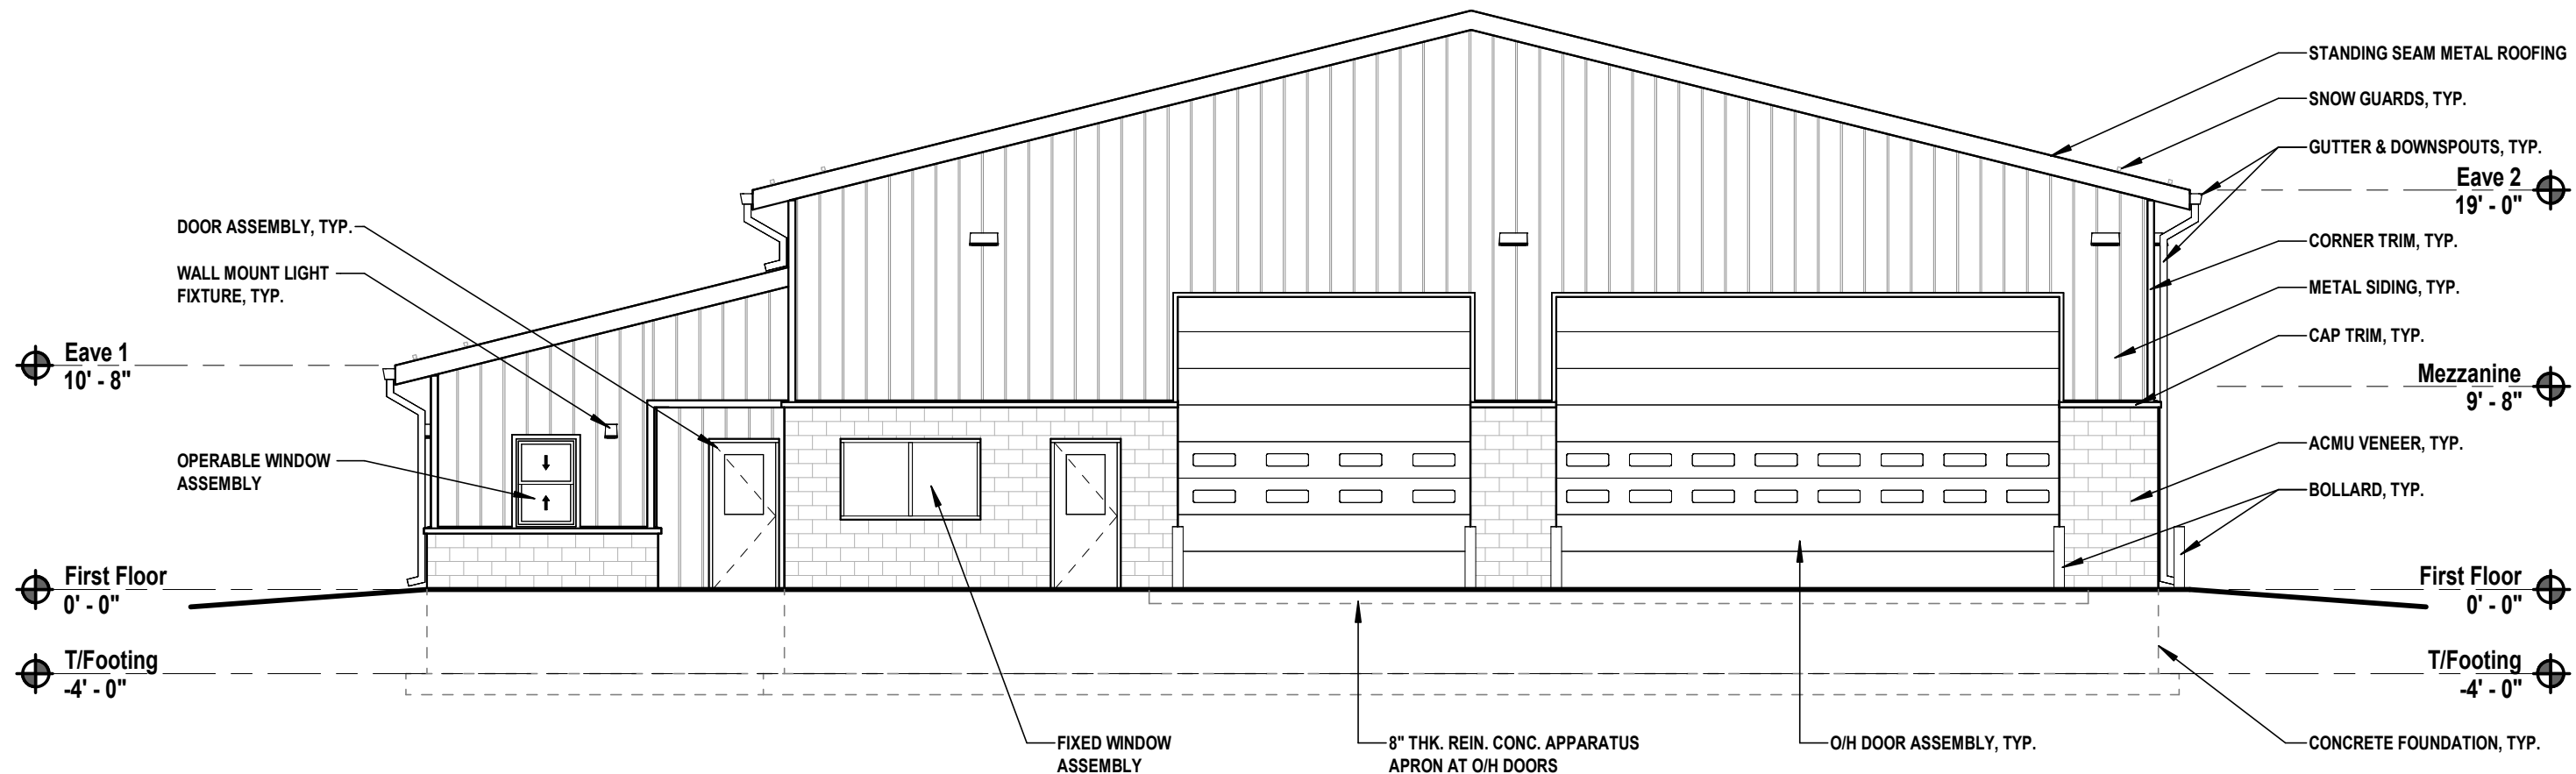 STANDING SEAM METAL ROOFING
SNOW GUARDS, TYP.
GUTTER & DOWNSPOUTS, TYP.
Eave 2
19' - 0"
CORNER TRIM, TYP.
METAL SIDING, TYP.
CAP TRIM, TYP.
Mezzanine
9' - 8"
ACMU VENEER, TYP.
BOLLARD, TYP.
First Floor
0' - 0"
T/Footing
-4' - 0"
CONCRETE FOUNDATION, TYP.
DOOR ASSEMBLY, TYP.
WALL MOUNT LIGHT
FIXTURE, TYP.
Eave 1
10' - 8"
OPERABLE WINDOW
ASSEMBLY
First Floor
0' - 0"
T/Footing
-4' - 0"
FIXED WINDOW
ASSEMBLY
8" THK. REIN. CONC. APPARATUS
APRON AT O/H DOORS
O/H DOOR ASSEMBLY, TYP.